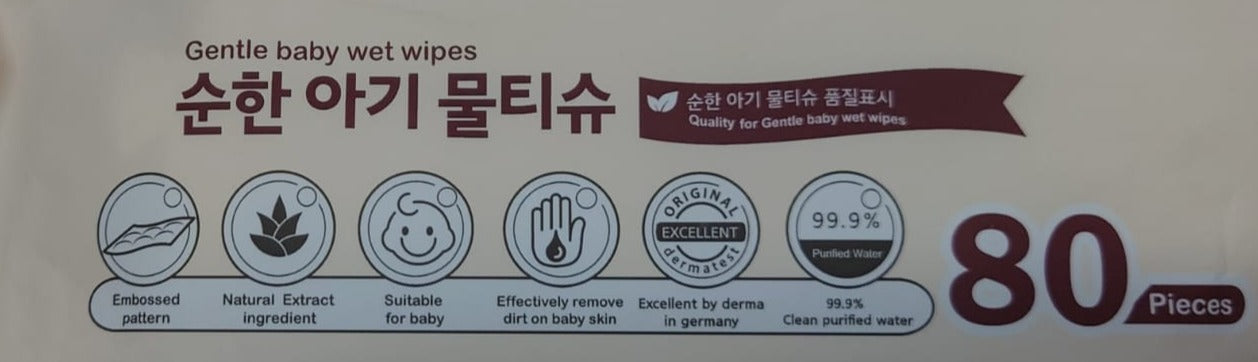 Gentle baby wet wipes
순한 아기 물티슈
순한 아기 물티슈 품질표시
Quality for Gentle baby wet wipes
ORIGINAL
EXCELLENT
dermatest
99.9%
Purified Water
Embossed
pattern
Natural Extract
ingredient
Suitable
for baby
Effectively remove
dirt on baby skin
Excellent by derma
in germany
99.9%
Clean purified water
80
Pieces